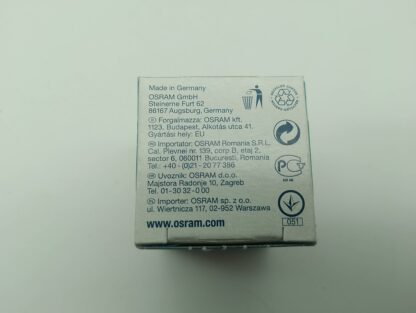 Made in Germany
OSRAM GmbH
Steinerne Furt 62
86167 Augsburg, Germany
Forgalmazza: OSRAM kft.
1123, Budapest, Alkotás utca 41.
Gyártási hely: EU
Importator: OSRAM Romania S.R.L.
Cal. Plevnei nr. 139, corp B, etaj 2,
sector 6, 060011 Bucuresti, Romania
Tel.: +40 - (0)21 - 20 77 386
Uvoznik: OSRAM d.o.o.
Majstora Radonje 10, Zagreb
Tel. 01-30 32-0 00
Importer: OSRAM sp. z o.o.
ul. Wiertnicza 117, 02-952 Warszawa
www.osram.com
051